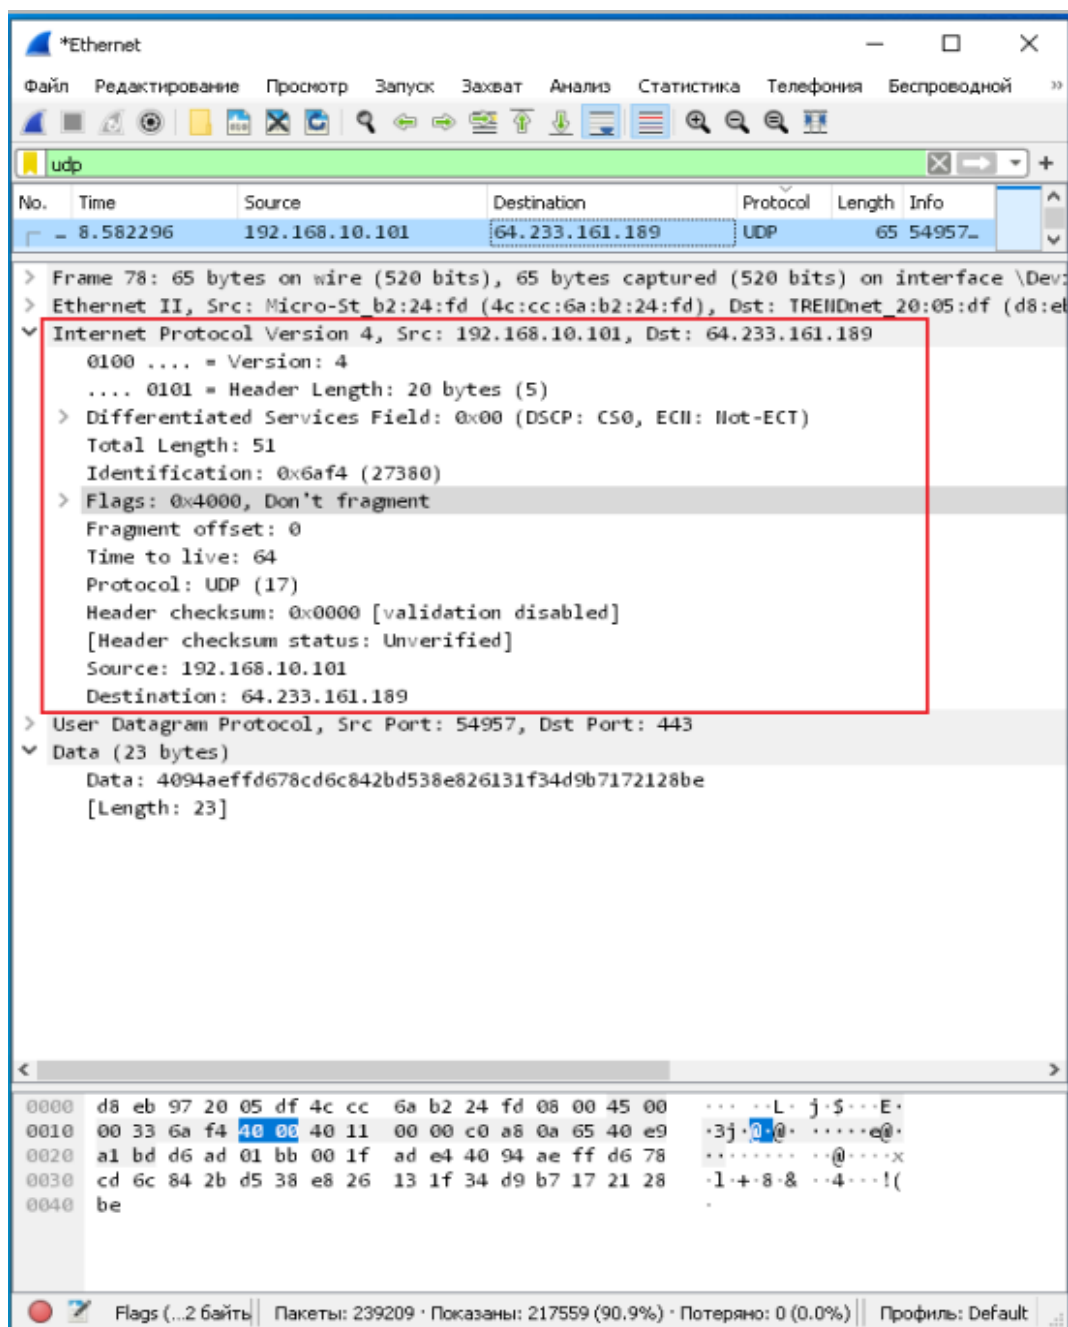 *Ethernet
Файл Редактирование Просмотр Запуск Захват Анализ Статистика Телефония Беспроводной »
udp
No. Time Source Destination Protocol Length Info
8.582296 192.168.10.101 64.233.161.189 UDP 65 54957…
Frame 78: 65 bytes on wire (520 bits), 65 bytes captured (520 bits) on interface \Dev
Ethernet II, Src: Micro-St_b2:24:fd (4c:cc:6a:b2:24:fd), Dst: TRENDnet_20:05:df (d8:eb
Internet Protocol Version 4, Src: 192.168.10.101, Dst: 64.233.161.189
0100 .... = Version: 4
.... 0101 = Header Length: 20 bytes (5)
Differentiated Services Field: 0x00 (DSCP: CS0, ECN: Not-ECT)
Total Length: 51
Identification: 0x6af4 (27380)
Flags: 0x4000, Don't fragment
Fragment offset: 0
Time to live: 64
Protocol: UDP (17)
Header checksum: 0x0000 [validation disabled]
[Header checksum status: Unverified]
Source: 192.168.10.101
Destination: 64.233.161.189
User Datagram Protocol, Src Port: 54957, Dst Port: 443
Data (23 bytes)
Data: 4094aeffd678cd6c842bd538e826131f34d9b7172128be
[Length: 23]
0000 d8 eb 97 20 05 df 4c cc 6a b2 24 fd 08 00 45 00 ··· ··L· j·$···E·
0010 00 33 6a f4 40 00 40 11 00 00 c0 a8 0a 65 40 e9 ·3j·@·@· ·····e@·
0020 a1 bd d6 ad 01 bb 00 1f ad e4 40 94 ae ff d6 78 ········ ··@····x
0030 cd 6c 84 2b d5 38 e8 26 13 1f 34 d9 b7 17 21 28 ·l·+·8·& ··4···!(
0040 be ·
Flags (…2 байть Пакеты: 239209 · Показаны: 217559 (90.9%) · Потеряно: 0 (0.0%) Профиль: Default